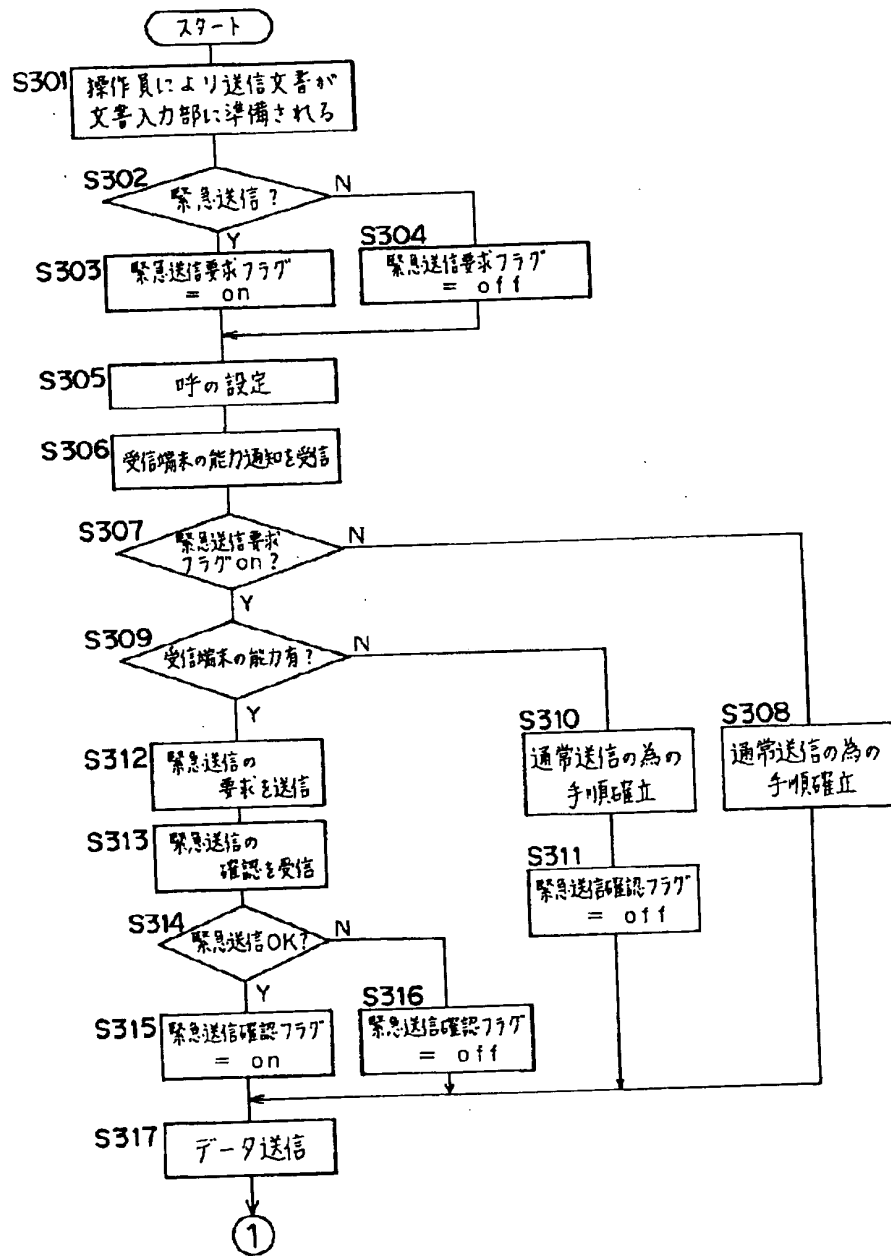 スタート
S301
操作員により送信文書が
文書入力部に準備される
S302
緊急送信?
N
Y
S303
緊急送信要求フラグ
= on
S304
緊急送信要求フラグ
= off
S305
呼の設定
S306
受信端末の能力通知を受信
S307
緊急送信要求
フラグon?
N
Y
S309
受信端末の能力有?
N
Y
S310
通常送信の為の
手順確立
S308
通常送信の為の
手順確立
S312
緊急送信の
要求を送信
S313
緊急送信の
確認を受信
S311
緊急送信確認フラグ
= off
S314
緊急送信OK?
N
Y
S315
緊急送信確認フラグ
= on
S316
緊急送信確認フラグ
= off
S317
データ送信
1